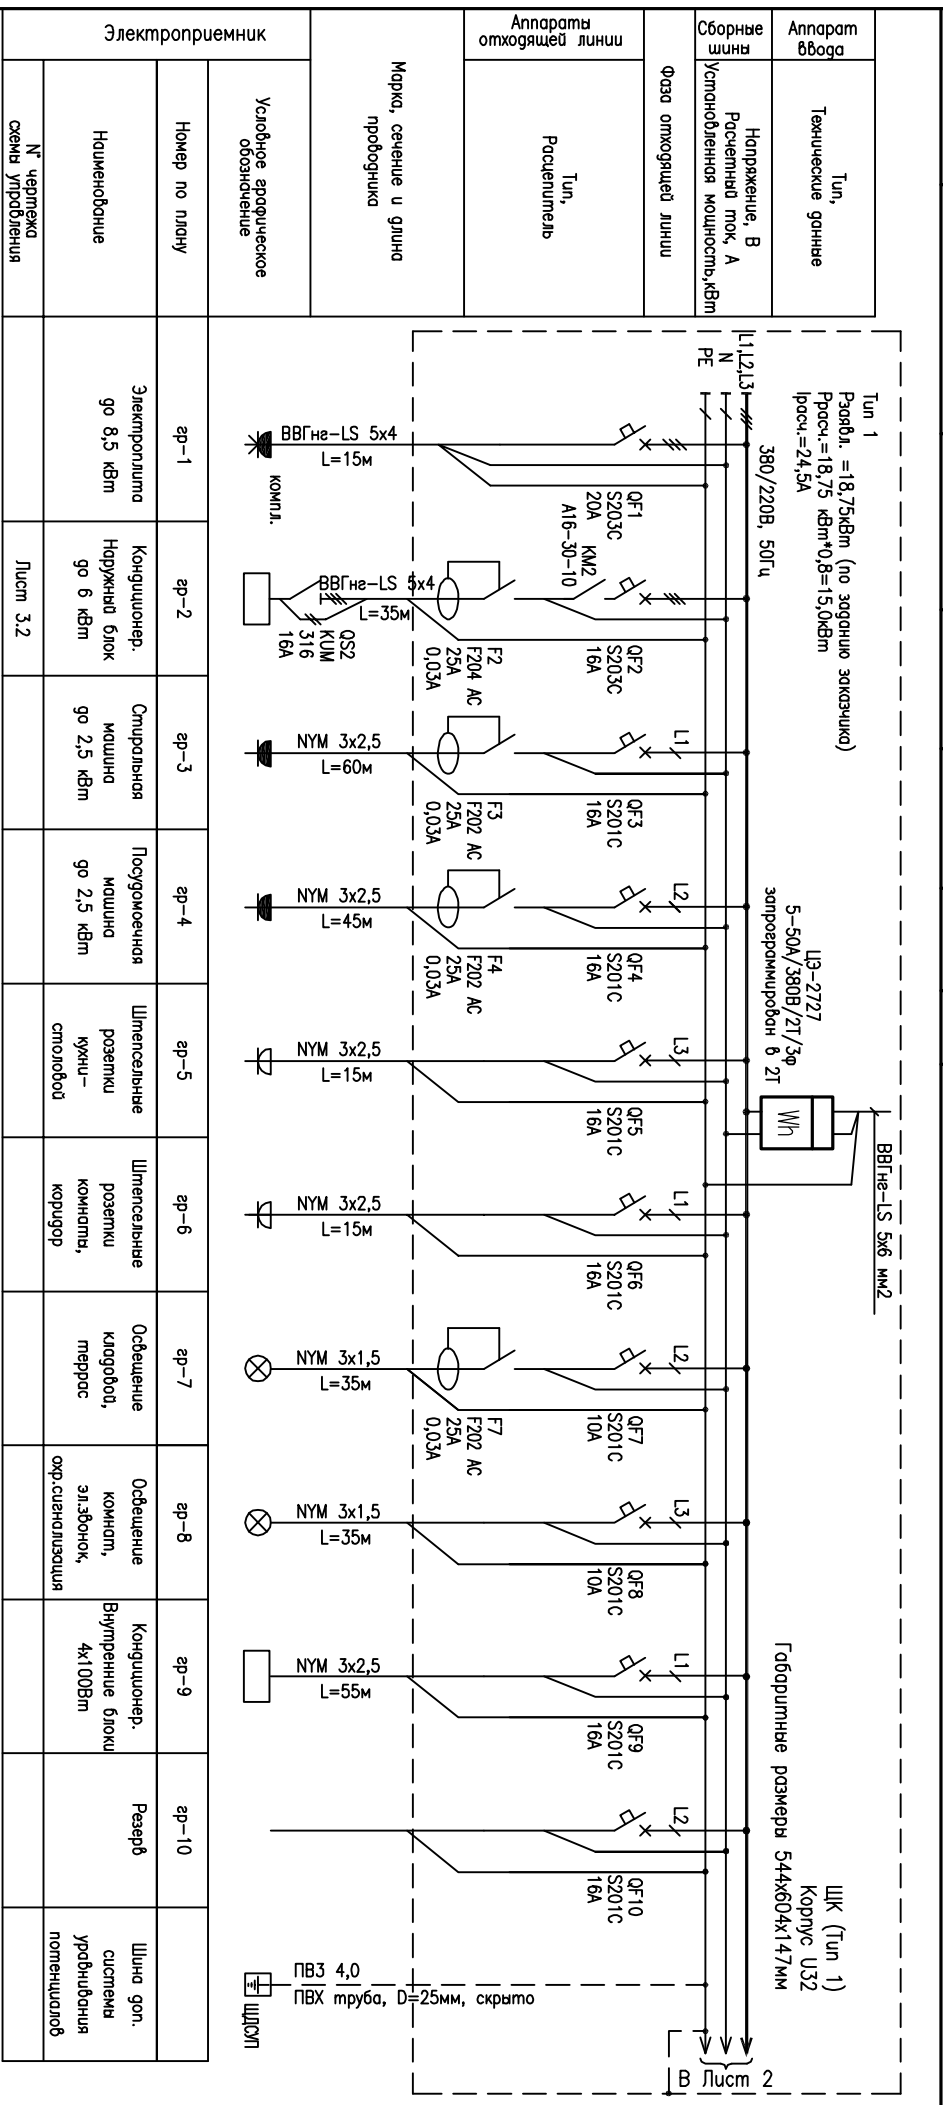 Аппарат
ввода
Тип,
Технические данные
Сборные
шины
Напряжение, В
Расчетный ток, А
Установленная мощность,кВт
Фаза отходящей линии
Аппараты
отходящей линии
Тип,
Расцепитель
Марка, сечение и длина
проводника
Электроприемник
Условное графическое
обозначение
Номер по плану
Наименование
N° чертежа
схемы управления
Тип 1
Рзаявл. =18,75кВт (по заданию заказчика)
Ррасч.=18,75 кВт*0,8=15,0кВт
Iрасч.=24,5А
380/220В, 50Гц
L1,L2,L3
N
PE
ЦЭ-2727
5-50А/380В/2Т/3ф
запрограммирован в 2Т
Wh
ВВГнг-LS 5х6 мм2
ЩК (Тип 1)
Корпус U32
Габаритные размеры 544х604х147мм
В Лист 2
QF1
S203C
20A
ВВГнг-LS 5х4
L=15м
компл.
гр-1
Электроплита
до 8,5 кВт
QF2
S203C
16A
КМ2
А16-30-10
F2
F204 AC
25A
0,03A
ВВГнг-LS 5х4
L=35м
QS2
KUM
316
16A
гр-2
Кондиционер.
Наружный блок
до 6 кВт
Лист 3.2
L1
QF3
S201C
16A
F3
F202 AC
25A
0,03A
NYM 3х2,5
L=60м
гр-3
Стиральная
машина
до 2,5 кВт
L2
QF4
S201C
16A
F4
F202 AC
25A
0,03A
NYM 3х2,5
L=45м
гр-4
Посудомоечная
машина
до 2,5 кВт
L3
QF5
S201C
16A
NYM 3х2,5
L=15м
гр-5
Штепсельные
розетки
кухни-
столовой
L1
QF6
S201C
16A
NYM 3х2,5
L=15м
гр-6
Штепсельные
розетки
комнаты,
коридор
L2
QF7
S201C
10A
F7
F202 AC
25A
0,03A
NYM 3х1,5
L=35м
гр-7
Освещение
кладовой,
террас
L3
QF8
S201C
10A
NYM 3х1,5
L=35м
гр-8
Освещение
комнат,
эл.звонок,
охр.сигнализация
L1
QF9
S201C
16A
NYM 3х2,5
L=55м
гр-9
Кондиционер.
Внутренние блоки
4х100Вт
L2
QF10
S201C
16A
гр-10
Резерв
ПВ3 4,0
ПВХ труба, D=25мм, скрыто
ЩДСУП
Шина доп.
системы
уравнивания
потенциалов